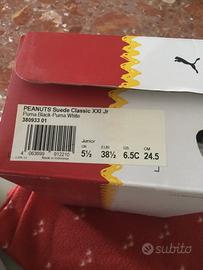 PEANUTS Suede Classic XXI Jr
Puma Black-Puma White
380933 01
Junior
UK EUR US CM
5½ 38½ 6.5C 24.5
4 063699 912210
Made in Indonesia
subito